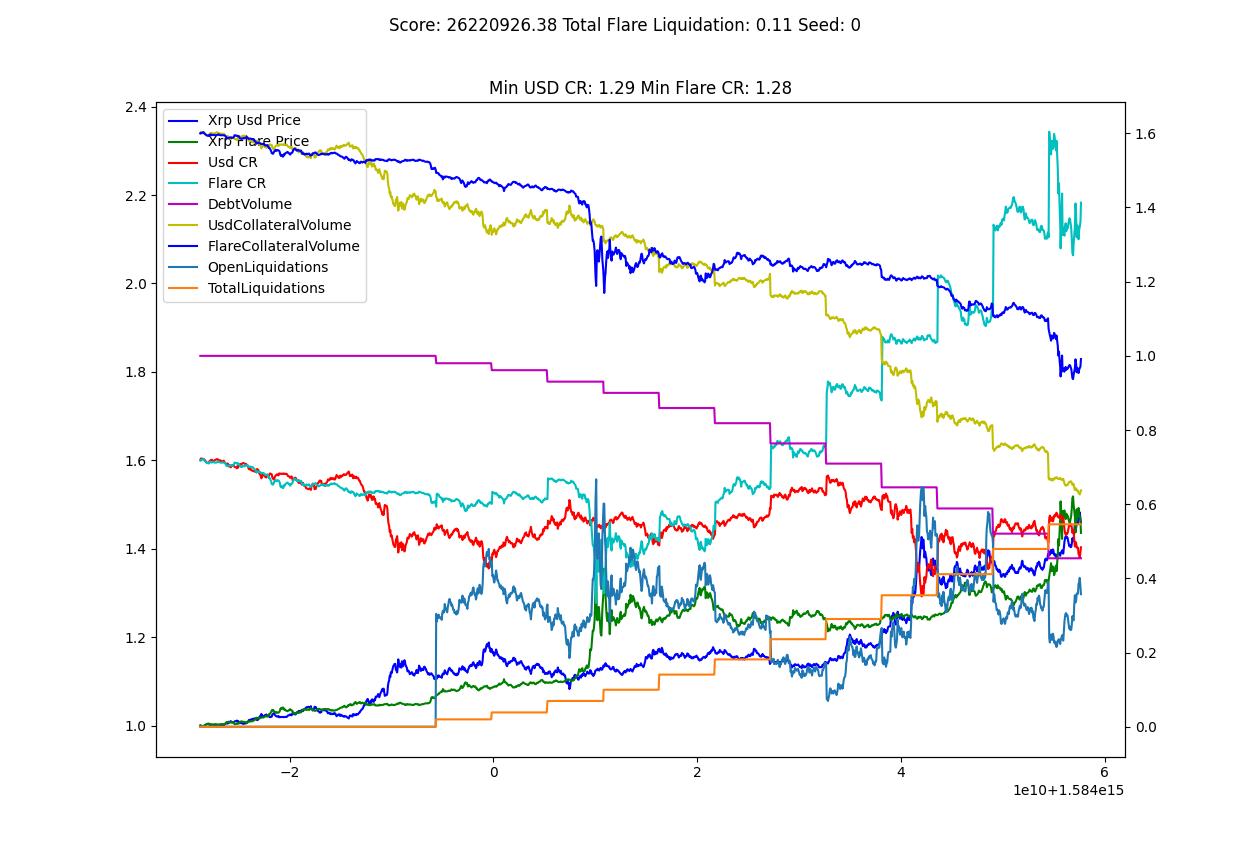 Score: 26220926.38 Total Flare Liquidation: 0.11 Seed: 0
Min USD CR: 1.29 Min Flare CR: 1.28
Xrp Usd Price
Xrp Flare Price
Usd CR
Flare CR
DebtVolume
UsdCollateralVolume
FlareCollateralVolume
OpenLiquidations
TotalLiquidations
2.4
2.2
2.0
1.8
1.6
1.4
1.2
1.0
1.6
1.4
1.2
1.0
0.8
0.6
0.4
0.2
0.0
−2 0 2 4 6
1e10+1.584e15